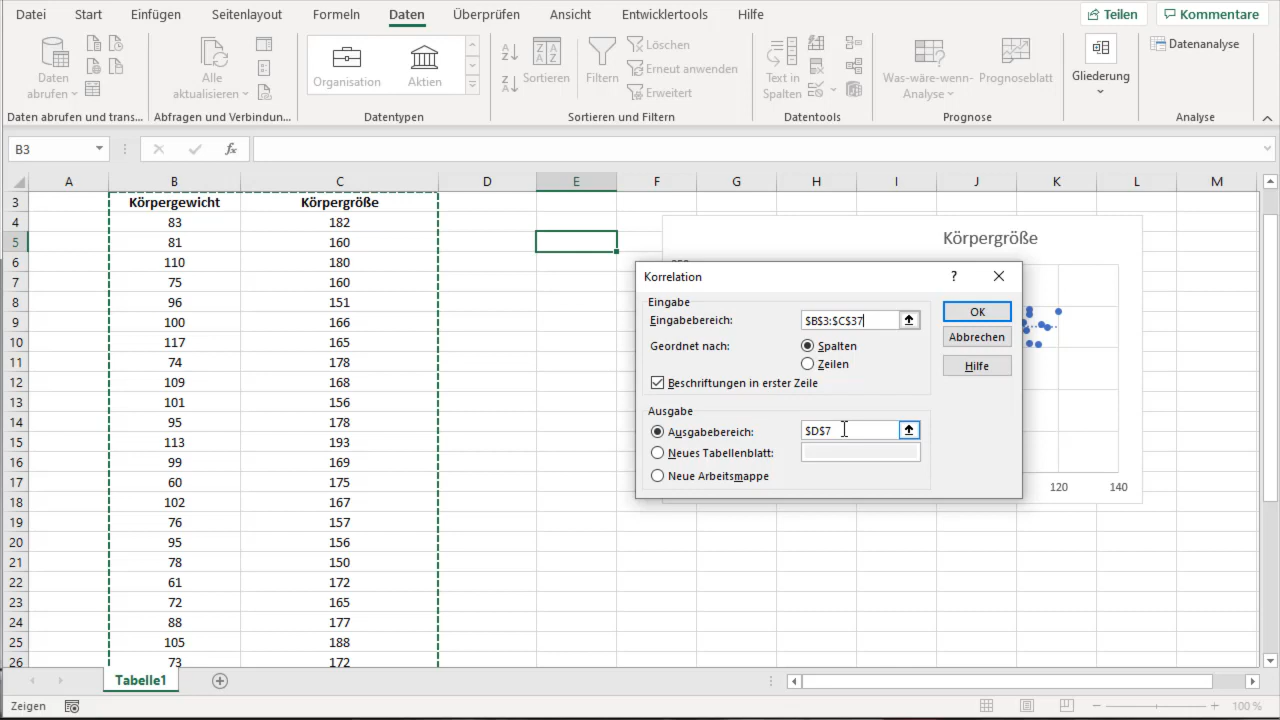 Datei Start Einfügen Seitenlayout Formeln Daten Überprüfen Ansicht Entwicklertools Hilfe Teilen Kommentare
Daten abrufen
Alle aktualisieren
Organisation
Aktien
Sortieren
Filtern
Löschen
Erneut anwenden
Erweitert
Text in Spalten
Was-wäre-wenn-Analyse
Prognoseblatt
Gliederung
Datenanalyse
Daten abrufen und trans... Abfragen und Verbindun... Datentypen Sortieren und Filtern Datentools Prognose Analyse
B3 fx
A B C D E F G H I J K L M
3 Körpergewicht Körpergröße
4 83 182
5 81 160
6 110 180
7 75 160
8 96 151
9 100 166
10 117 165
11 74 178
12 109 168
13 101 156
14 95 178
15 113 193
16 99 169
17 60 175
18 102 167
19 76 157
20 95 156
21 78 150
22 61 172
23 72 165
24 88 177
25 105 188
26 73 172
Körpergröße
120 140
Korrelation ?
Eingabe
Eingabebereich: $B$3:$C$37
Geordnet nach: Spalten
Zeilen
Beschriftungen in erster Zeile
Ausgabe
Ausgabebereich: $D$7
Neues Tabellenblatt:
Neue Arbeitsmappe
OK
Abbrechen
Hilfe
Tabelle1
Zeigen 100 %